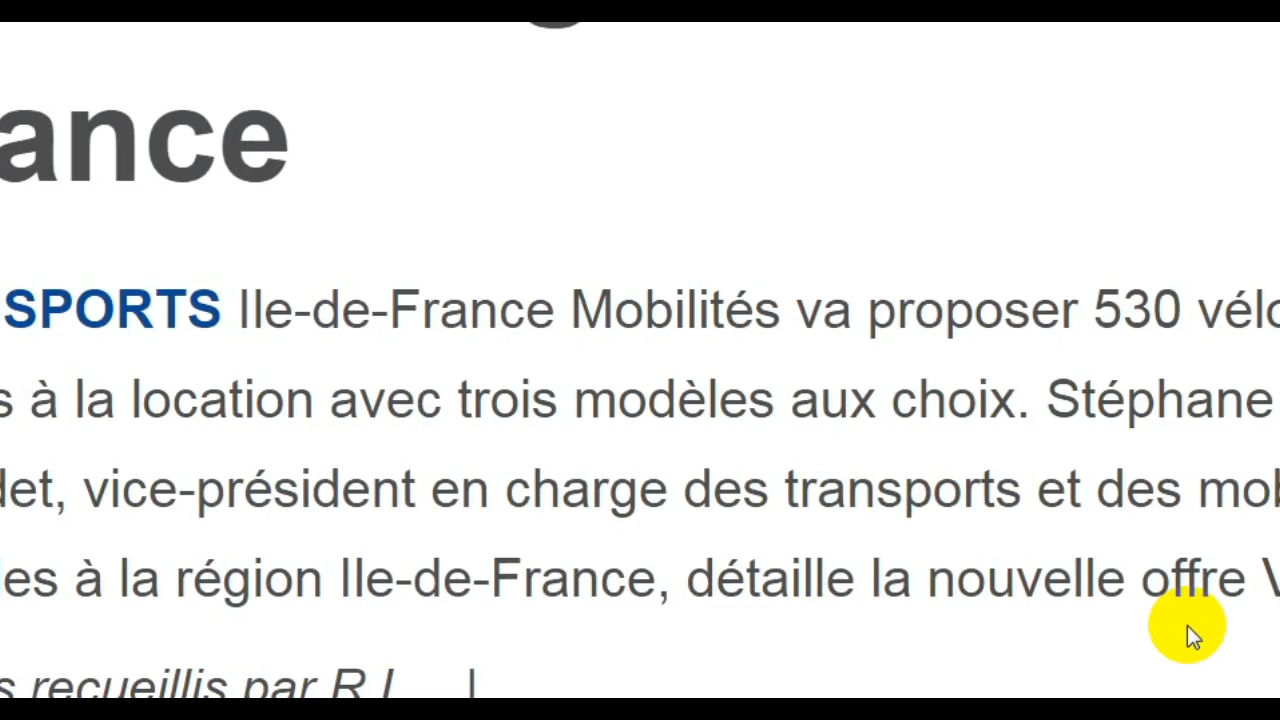 ance
SPORTS Ile-de-France Mobilités va proposer 530 vélo
s à la location avec trois modèles aux choix. Stéphane
det, vice-président en charge des transports et des mob
les à la région Ile-de-France, détaille la nouvelle offre V
s recueillis par R.L. |